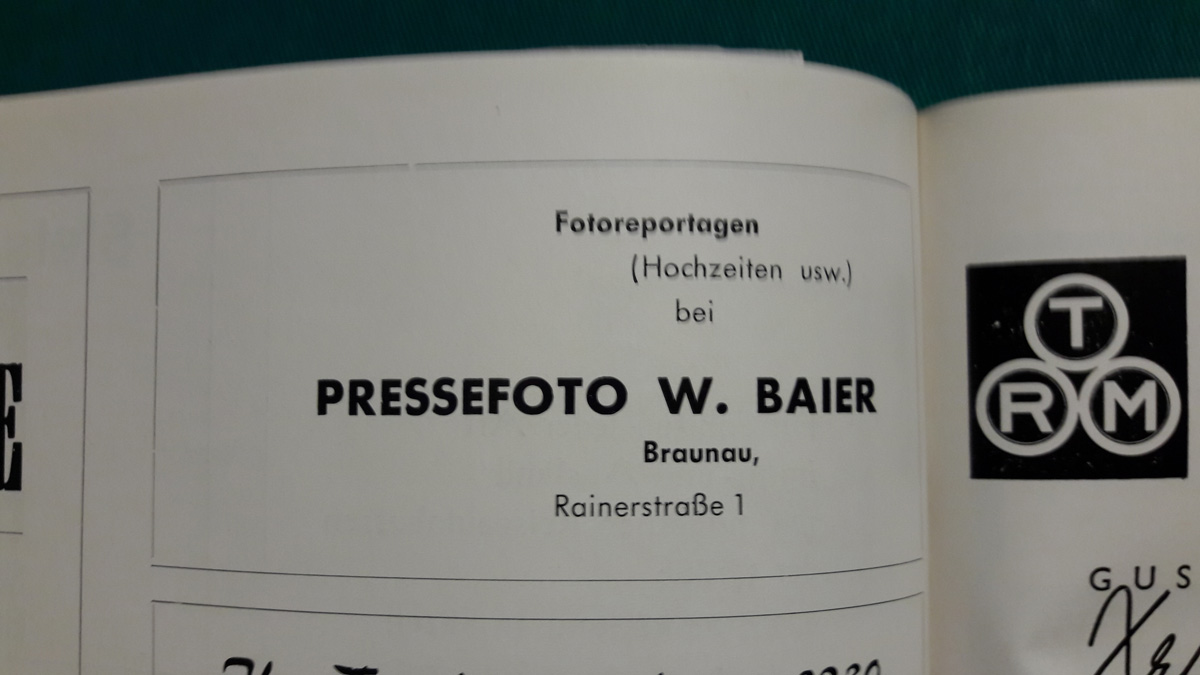 Fotoreportagen
(Hochzeiten usw.)
bei
PRESSEFOTO W. BAIER
Braunau,
Rainerstraße 1
T
R M
GUS
E